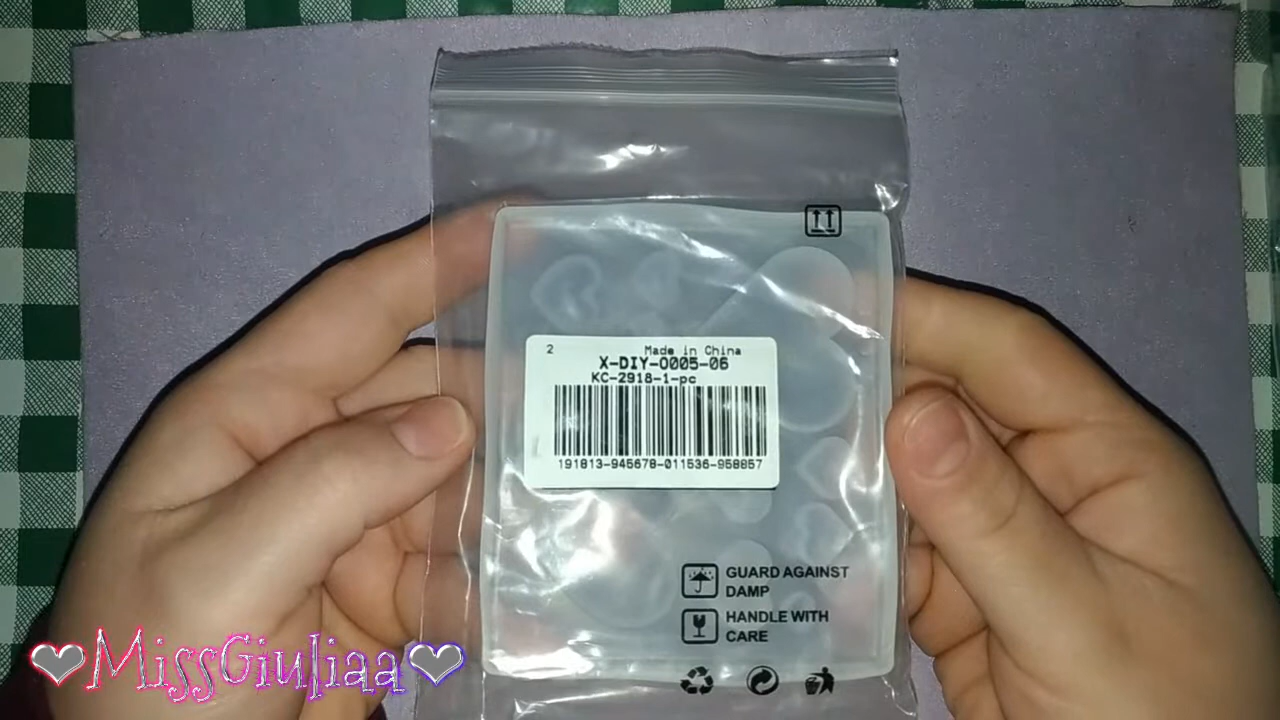 2 Made in China
X-DIY-0005-06
KC-2918-1-pc
191813-945678-011536-958857
GUARD AGAINST
DAMP
HANDLE WITH
CARE
❤MissGiuliaa❤